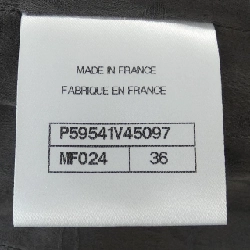 MADE IN FRANCE
FABRIQUE EN FRANCE
P59541V45097
MF024 36